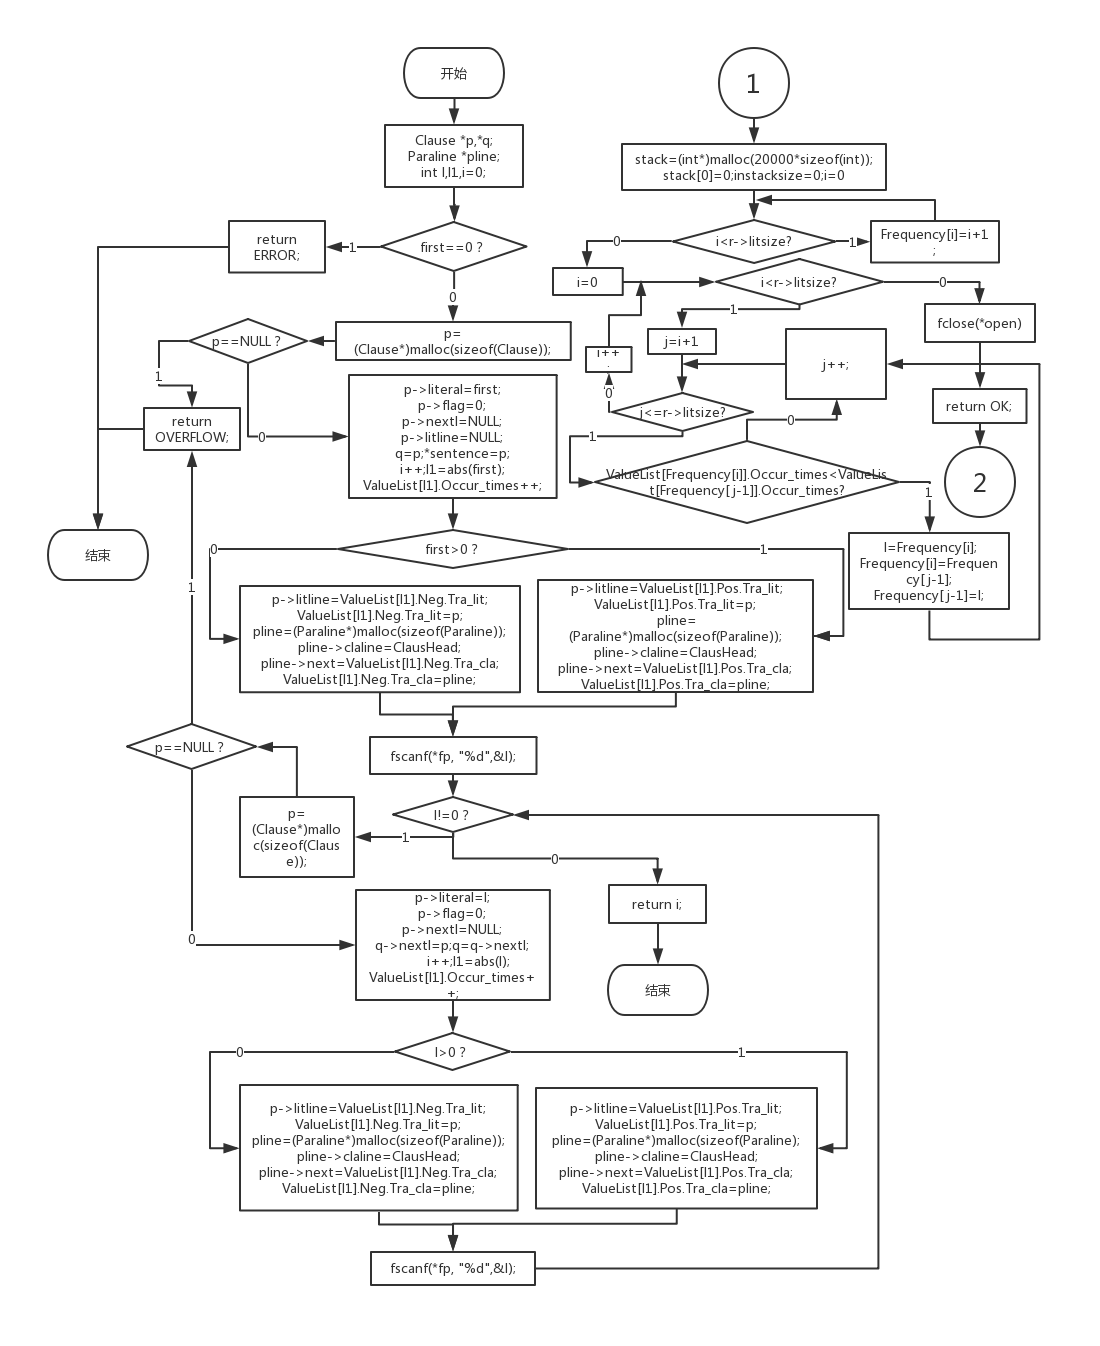 开始
Clause *p,*q;
Paraline *pline;
int l,l1,i=0;
first==0 ?
1
return
ERROR;
0
p=
(Clause*)malloc(sizeof(Clause));
p==NULL ?
1
return
OVERFLOW;
0
p->literal=first;
p->flag=0;
p->nextl=NULL;
p->litline=NULL;
q=p;*sentence=p;
i++;l1=abs(first);
ValueList[l1].Occur_times++;
结束
first>0 ?
0
1
p->litline=ValueList[l1].Neg.Tra_lit;
ValueList[l1].Neg.Tra_lit=p;
pline=(Paraline*)malloc(sizeof(Paraline));
pline->claline=ClausHead;
pline->next=ValueList[l1].Neg.Tra_cla;
ValueList[l1].Neg.Tra_cla=pline;
p->litline=ValueList[l1].Pos.Tra_lit;
ValueList[l1].Pos.Tra_lit=p;
pline=
(Paraline*)malloc(sizeof(Paraline));
pline->claline=ClausHead;
pline->next=ValueList[l1].Pos.Tra_cla;
ValueList[l1].Pos.Tra_cla=pline;
fscanf(*fp, "%d",&l);
l!=0 ?
1
0
p=
(Clause*)mallo
c(sizeof(Claus
e));
p==NULL ?
1
0
return i;
结束
p->literal=l;
p->flag=0;
p->nextl=NULL;
q->nextl=p;q=q->nextl;
i++;l1=abs(l);
ValueList[l1].Occur_times+
+;
l>0 ?
0
1
p->litline=ValueList[l1].Neg.Tra_lit;
ValueList[l1].Neg.Tra_lit=p;
pline=(Paraline*)malloc(sizeof(Paraline));
pline->claline=ClausHead;
pline->next=ValueList[l1].Neg.Tra_cla;
ValueList[l1].Neg.Tra_cla=pline;
p->litline=ValueList[l1].Pos.Tra_lit;
ValueList[l1].Pos.Tra_lit=p;
pline=(Paraline*)malloc(sizeof(Paraline);
pline->claline=ClausHead;
pline->next=ValueList[l1].Pos.Tra_cla;
ValueList[l1].Pos.Tra_cla=pline;
fscanf(*fp, "%d",&l);
1
stack=(int*)malloc(20000*sizeof(int));
stack[0]=0;instacksize=0;i=0
i<r->litsize?
0
1
Frequency[i]=i+1
;
i=0
i<r->litsize?
1
0
fclose(*open)
return OK;
2
j=i+1
i++
;
j<=r->litsize?
0
1
j++;
ValueList[Frequency[i]].Occur_times<ValueLis
t[Frequency[j-1]].Occur_times?
0
1
l=Frequency[i];
Frequency[i]=Frequen
cy[j-1];
Frequency[j-1]=l;